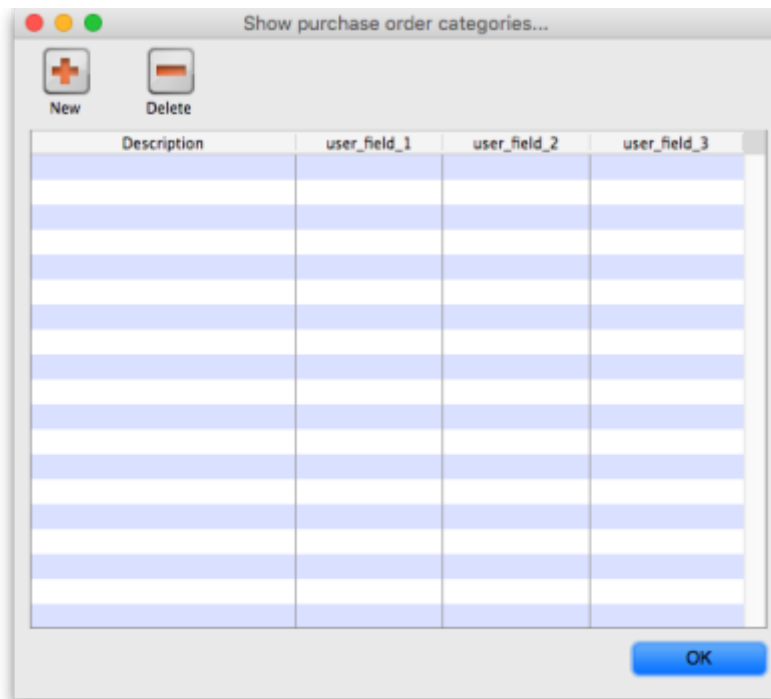 Show purchase order categories...
New Delete
Description user_field_1 user_field_2 user_field_3
OK